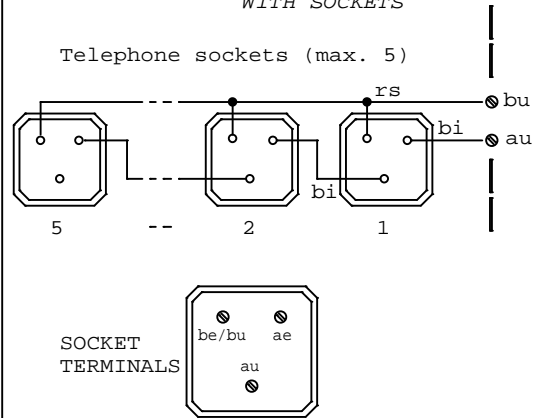 WITH SOCKETS
Telephone sockets (max. 5)
rs
bu
bi
au
bi
5 -- 2 1
be/bu ae
SOCKET
TERMINALS
au